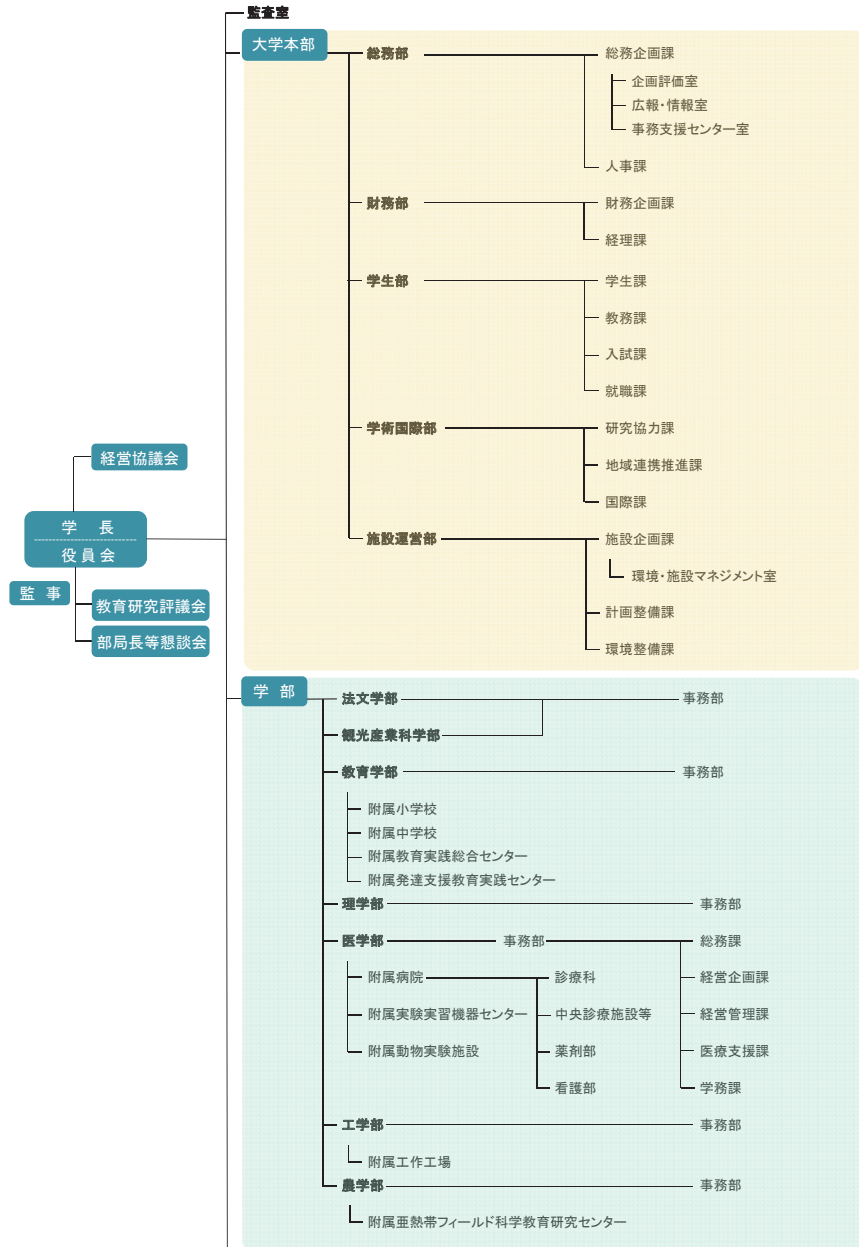 監査室
大学本部
総務部 総務企画課
企画評価室
広報・情報室
事務支援センター室
人事課
財務部 財務企画課
経理課
学生部 学生課
教務課
入試課
就職課
学術国際部 研究協力課
地域連携推進課
国際課
施設運営部 施設企画課
環境・施設マネジメント室
計画整備課
環境整備課
経営協議会
学 長
役員会
監 事
教育研究評議会
部局長等懇談会
学 部
法文学部 事務部
観光産業科学部
教育学部 事務部
附属小学校
附属中学校
附属教育実践総合センター
附属発達支援教育実践センター
理学部 事務部
医学部 事務部 総務課
附属病院 診療科 経営企画課
附属実験実習機器センター 中央診療施設等 経営管理課
附属動物実験施設 薬剤部 医療支援課
看護部 学務課
工学部 事務部
附属工作工場
農学部 事務部
附属亜熱帯フィールド科学教育研究センター